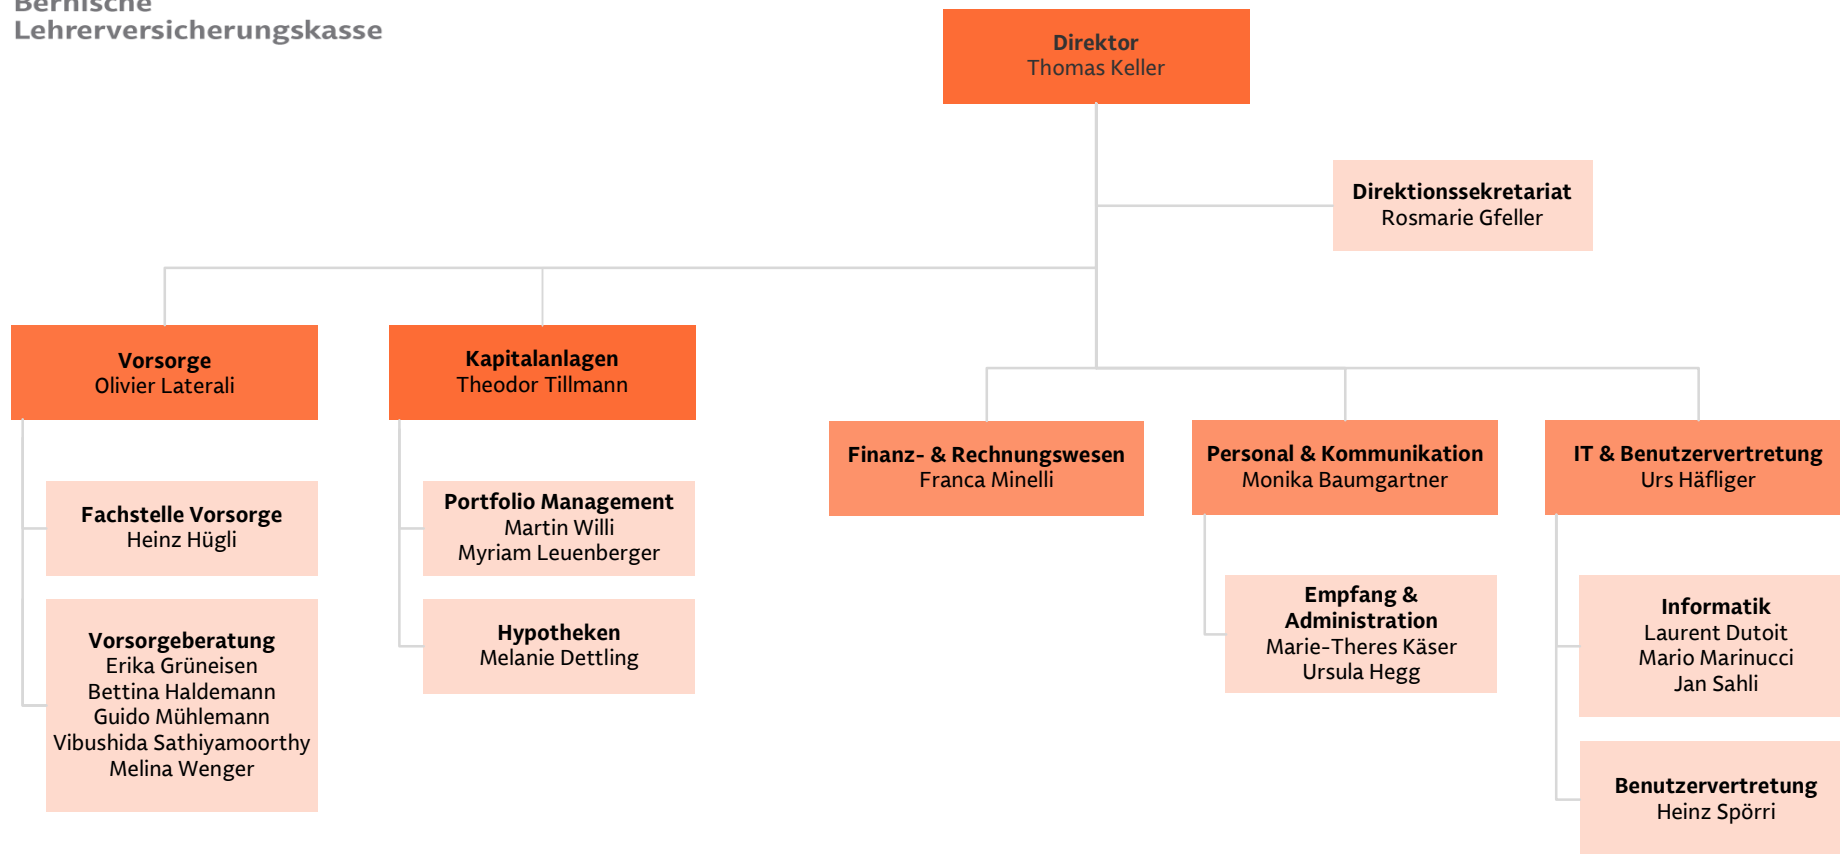 Bernische
Lehrerversicherungskasse
Direktor
Thomas Keller
Direktionssekretariat
Rosmarie Gfeller
Vorsorge
Olivier Laterali
Kapitalanlagen
Theodor Tillmann
Finanz- & Rechnungswesen
Franca Minelli
Personal & Kommunikation
Monika Baumgartner
IT & Benutzervertretung
Urs Häfliger
Fachstelle Vorsorge
Heinz Hügli
Vorsorgeberatung
Erika Grüneisen
Bettina Haldemann
Guido Mühlemann
Vibushida Sathiyamoorthy
Melina Wenger
Portfolio Management
Martin Willi
Myriam Leuenberger
Hypotheken
Melanie Dettling
Empfang &
Administration
Marie-Theres Käser
Ursula Hegg
Informatik
Laurent Dutoit
Mario Marinucci
Jan Sahli
Benutzervertretung
Heinz Spörri